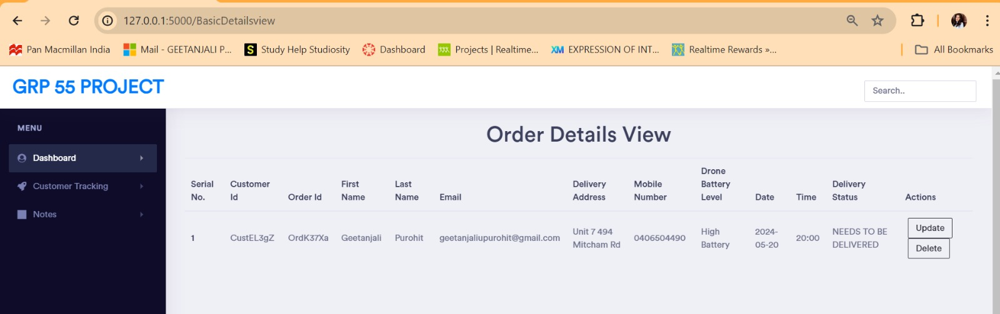 127.0.0.1:5000/BasicDetailsview
Pan Macmillan India Mail - GEETANJALI P... Study Help Studiosity Dashboard Projects | Realtime... EXPRESSION OF INT... Realtime Rewards »... All Bookmarks
GRP 55 PROJECT
Search..
MENU
Dashboard
Customer Tracking
Notes
Order Details View
Serial No. Customer Id Order Id First Name Last Name Email Delivery Address Mobile Number Drone Battery Level Date Time Delivery Status Actions
1 CustEL3gZ OrdK37Xa Geetanjali Purohit geetanjaliupurohit@gmail.com Unit 7 494 Mitcham Rd 0406504490 High Battery 2024-05-20 20:00 NEEDS TO BE DELIVERED Update
Delete